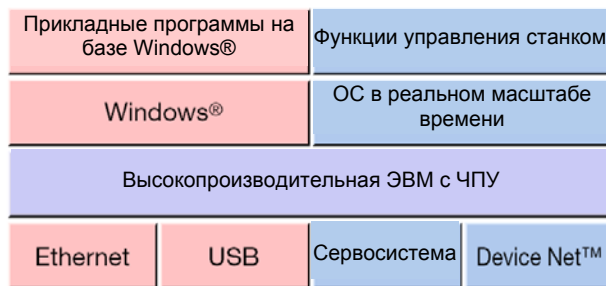 Прикладные программы на
базе Windows®
Функции управления станком
Windows®
ОС в реальном масштабе
времени
Высокопроизводительная ЭВМ с ЧПУ
Ethernet
USB
Сервосистема
Device Net™